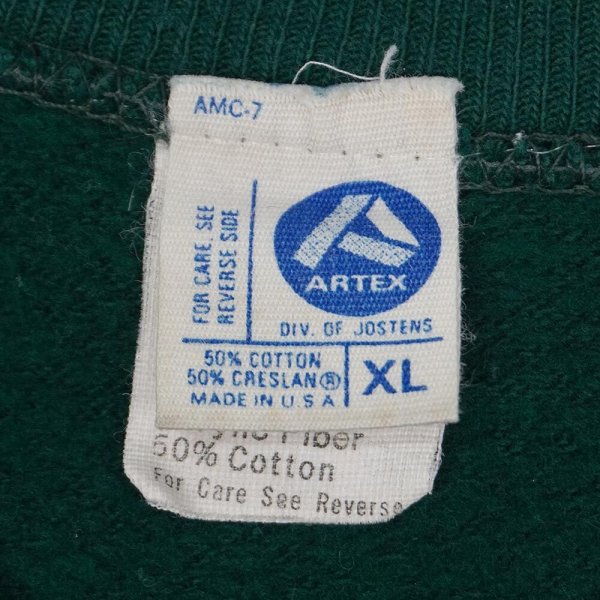 AMC-7
FOR CARE, SEE
REVERSE SIDE
ARTEX
DIV. OF JOSTENS
50% COTTON
50% CRESLAN®
MADE IN U.S.A
XL
Fiber
50% Cotton
For Care See Reverse